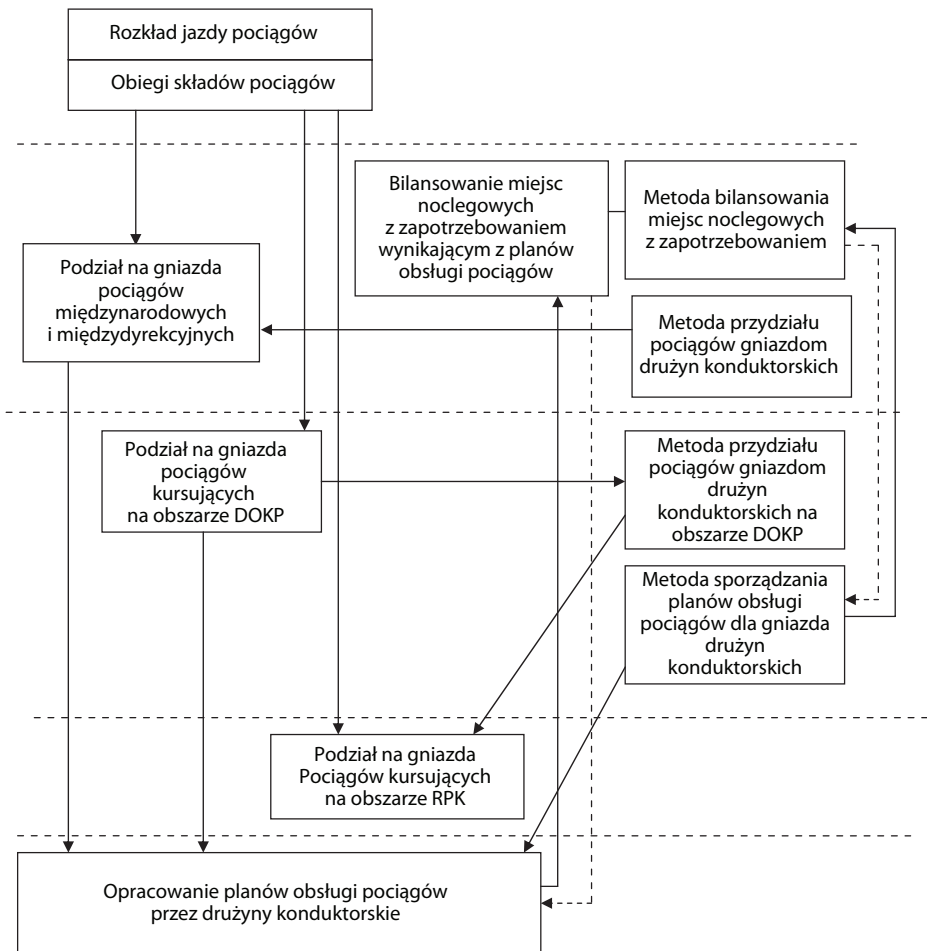 Rozkład jazdy pociągów
Obiegi składów pociągów
Bilansowanie miejsc
noclegowych
z zapotrzebowaniem
wynikającym z planów
obsługi pociągów
Metoda bilansowania
miejsc noclegowych
z zapotrzebowaniem
Podział na gniazda
pociągów
międzynarodowych
i międzydyrekcyjnych
Metoda przydziału
pociągów gniazdom
drużyn konduktorskich
Podział na gniazda
pociągów
kursujących
na obszarze DOKP
Metoda przydziału
pociągów gniazdom
drużyn
konduktorskich na
obszarze DOKP
Metoda sporządzania
planów obsługi
pociągów dla gniazda
drużyn
konduktorskich
Podział na gniazda
Pociągów kursujących
na obszarze RPK
Opracowanie planów obsługi pociągów
przez drużyny konduktorskie